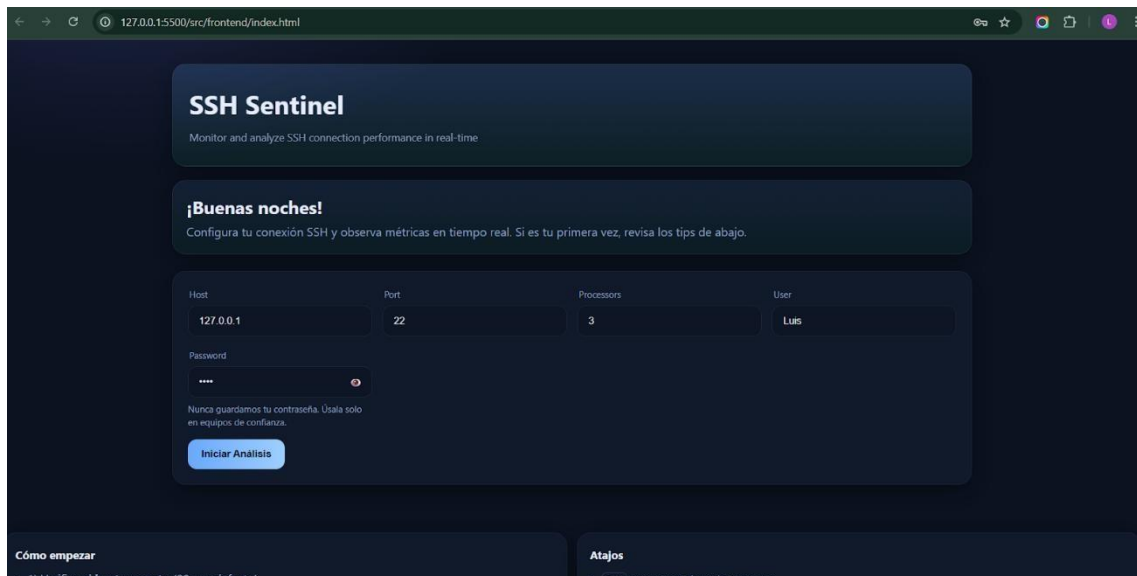 127.0.0.1:5500/src/frontend/index.html
L
SSH Sentinel
Monitor and analyze SSH connection performance in real-time
¡Buenas noches!
Configura tu conexión SSH y observa métricas en tiempo real. Si es tu primera vez, revisa los tips de abajo.
Host Port Processors User
127.0.0.1 22 3 Luis
Password
••••
Nunca guardamos tu contraseña. Úsala solo
en equipos de confianza.
Iniciar Análisis
Cómo empezar Atajos